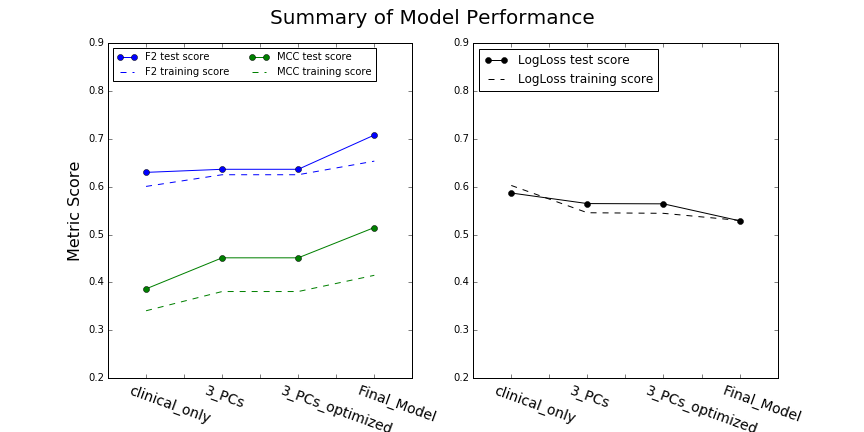 Summary of Model Performance
Metric Score
0.9
0.8
0.7
0.6
0.5
0.4
0.3
0.2
F2 test score
F2 training score
MCC test score
MCC training score
clinical_only
3_PCs
3_PCs_optimized
Final_Model
0.9
0.8
0.7
0.6
0.5
0.4
0.3
0.2
LogLoss test score
LogLoss training score
clinical_only
3_PCs
3_PCs_optimized
Final_Model